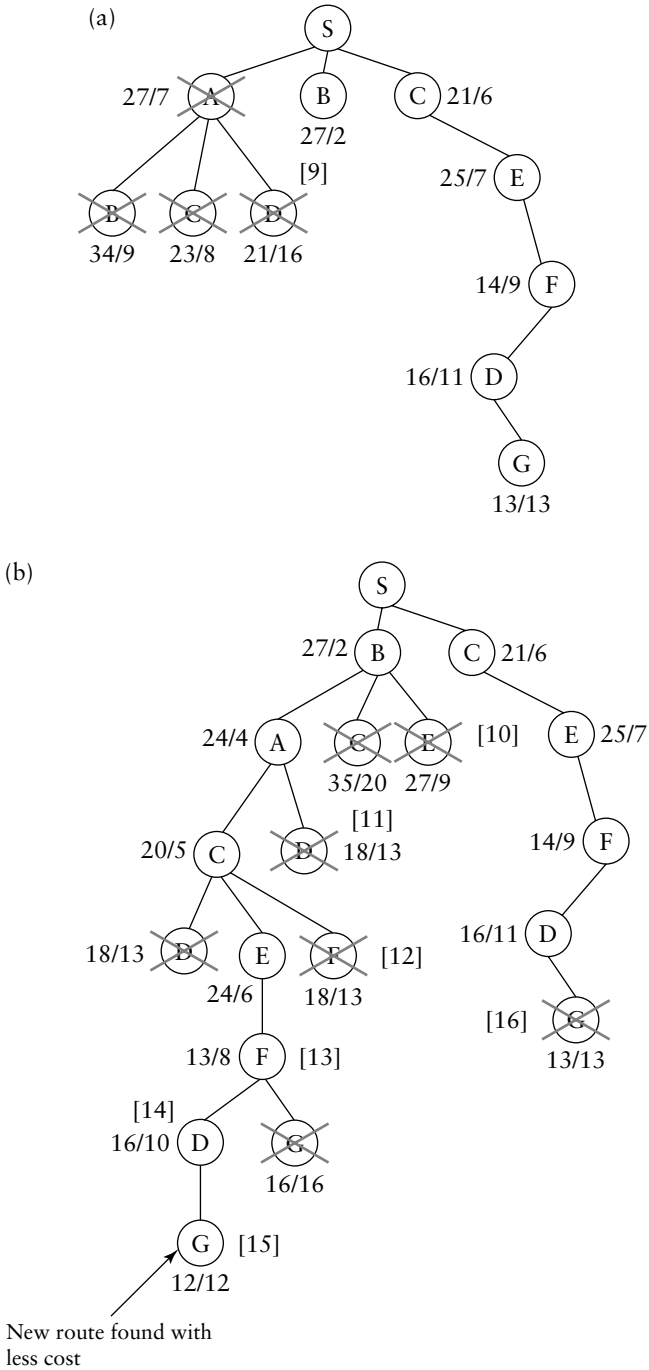 (a)
S
27/7 A
B
C 21/6
27/2
[9]
25/7 E
B
C
D
34/9
23/8
21/16
14/9 F
16/11 D
G
13/13
(b)
S
27/2 B
C 21/6
24/4 A
C
E
[10]
E 25/7
35/20
27/9
[11]
20/5 C
D
18/13
14/9 F
18/13 D
E
F
[12]
16/11 D
24/6
18/13
[16] G
13/13
13/8 F [13]
[14]
16/10 D
G
16/16
G [15]
12/12
New route found with
less cost